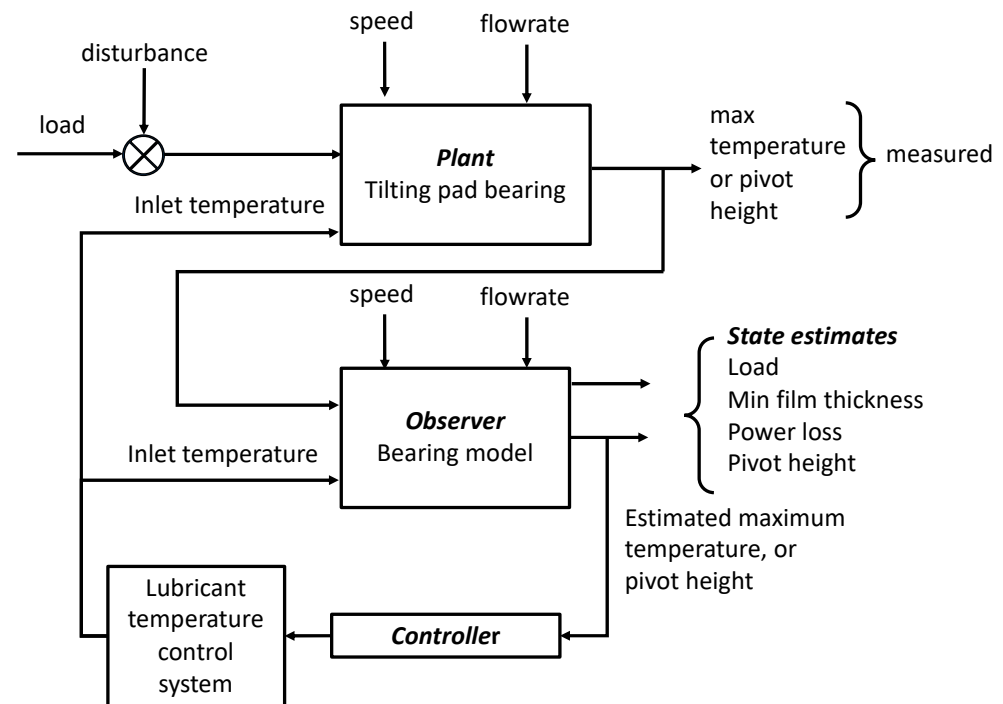 speed
flowrate
disturbance
load
Plant
Tilting pad bearing
max
temperature
or pivot
height
measured
Inlet temperature
speed
flowrate
State estimates
Load
Min film thickness
Power loss
Pivot height
Observer
Bearing model
Inlet temperature
Estimated maximum
temperature, or
pivot height
Lubricant
temperature
control
system
Controller